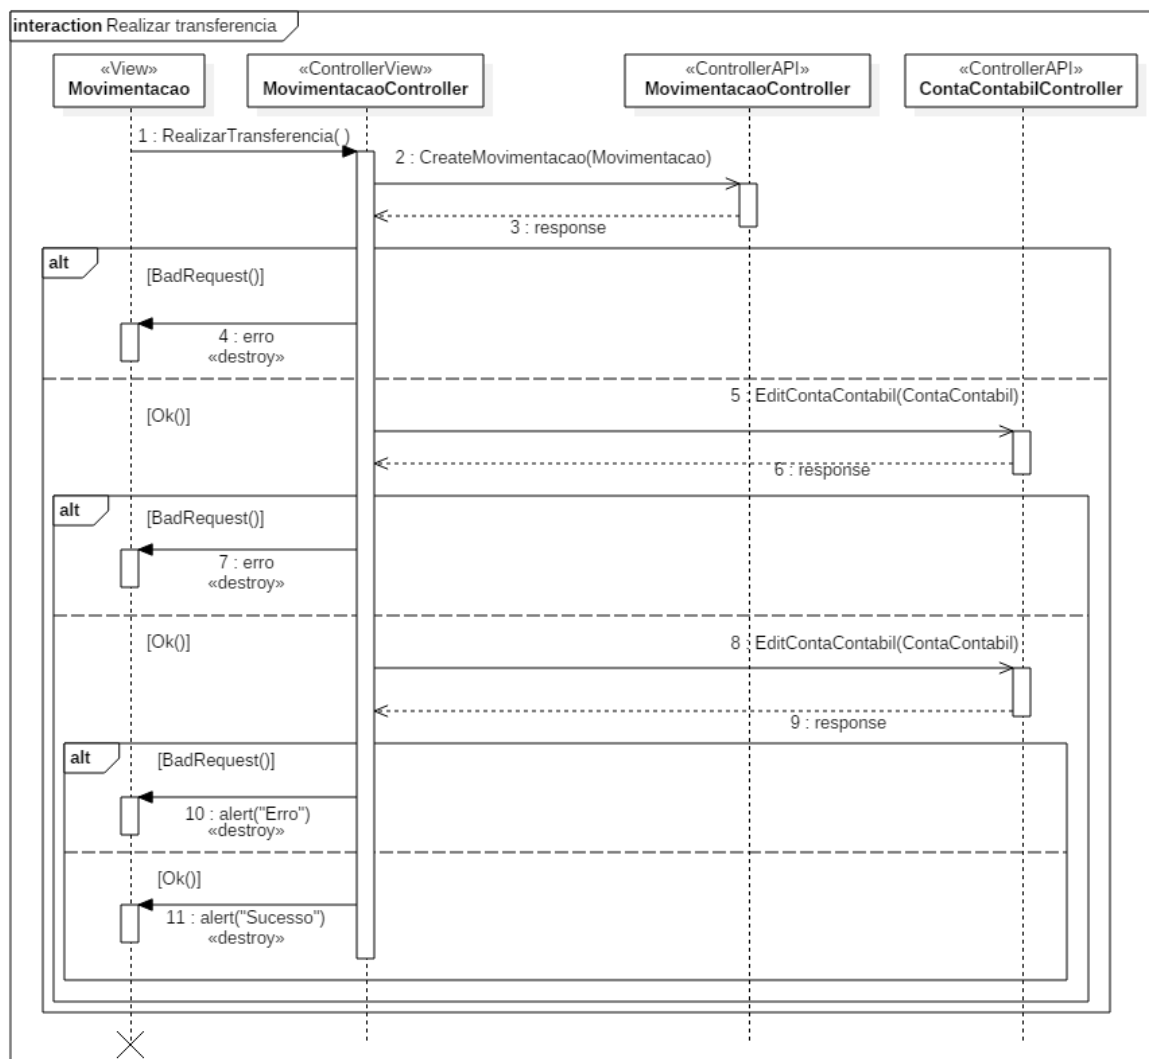 interaction Realizar transferencia
«View»
Movimentacao
«ControllerView»
MovimentacaoController
«ControllerAPI»
MovimentacaoController
«ControllerAPI»
ContaContabilController
1 : RealizarTransferencia( )
2 : CreateMovimentacao(Movimentacao)
3 : response
alt
[BadRequest()]
4 : erro
«destroy»
[Ok()]
5 : EditContaContabil(ContaContabil)
6 : response
alt
[BadRequest()]
7 : erro
«destroy»
[Ok()]
8 : EditContaContabil(ContaContabil)
9 : response
alt
[BadRequest()]
10 : alert("Erro")
«destroy»
[Ok()]
11 : alert("Sucesso")
«destroy»